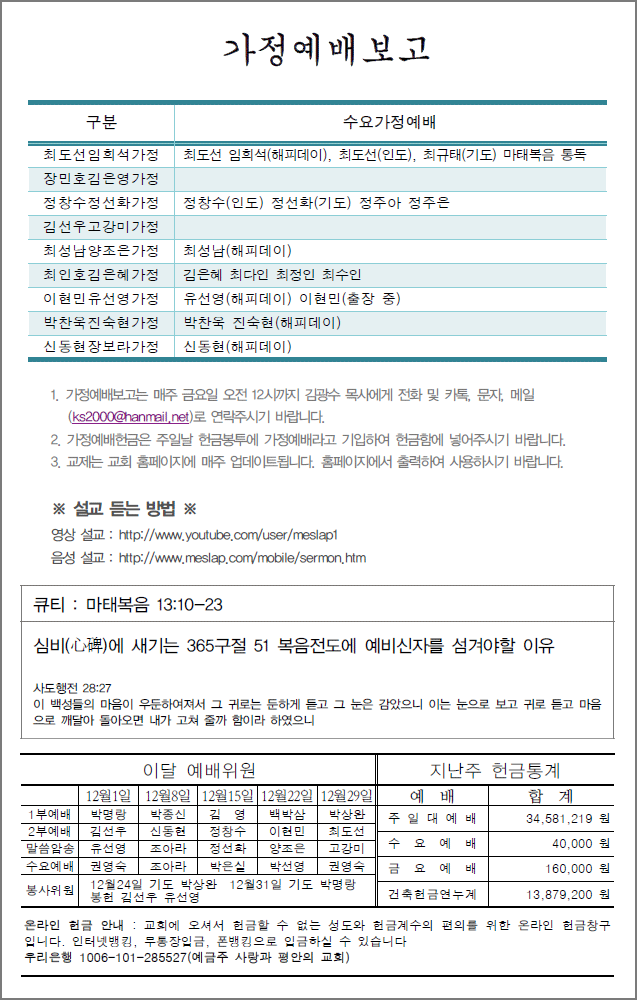 가정예배보고
구분 수요가정예배
최도선임희석가정 최도선 임희석(해피데이), 최도선(인도), 최규태(기도) 마태복음 통독
장민호김은영가정
정창수정선화가정 정창수(인도) 정선화(기도) 정주아 정주은
김선우고강미가정
최성남양조은가정 최성남(해피데이)
최인호김은혜가정 김은혜 최다인 최정인 최수인
이현민유선영가정 유선영(해피데이) 이현민(출장 중)
박찬욱진숙현가정 박찬욱 진숙현(해피데이)
신동현장보라가정 신동현(해피데이)
1. 가정예배보고는 매주 금요일 오전 12시까지 김광수 목사에게 전화 및 카톡, 문자, 메일
(ks2000@hanmail.net)로 연락주시기 바랍니다.
2. 가정예배헌금은 주일날 헌금봉투에 가정예배라고 기입하여 헌금함에 넣어주시기 바랍니다.
3. 교제는 교회 홈페이지에 매주 업데이트됩니다. 홈페이지에서 출력하여 사용하시기 바랍니다.
※ 설교 듣는 방법 ※
영상 설교 : http://www.youtube.com/user/meslap1
음성 설교 : http://www.meslap.com/mobile/sermon.htm
큐티 : 마태복음 13:10-23
심비(心碑)에 새기는 365구절 51 복음전도에 예비신자를 섬겨야할 이유
사도행전 28:27
이 백성들의 마음이 우둔하여져서 그 귀로는 둔하게 듣고 그 눈은 감았으니 이는 눈으로 보고 귀로 듣고 마음
으로 깨달아 돌아오면 내가 고쳐 줄까 함이라 하였으니
이달 예배위원
12월1일 12월8일 12월15일 12월22일 12월29일
1부예배 박명랑 박종신 김 영 백박삼 박상완
2부예배 김선우 신동현 정창수 이현민 최도선
말씀암송 유선영 조아라 정선화 양조은 고강미
수요예배 권영숙 조아라 박은실 박선영 권영숙
봉사위원 12월24일 기도 박상완 12월31일 기도 박명랑
봉헌 김선우 유선영
지난주 헌금통계
예 배 합 계
주 일 대 예 배 34,581,219 원
수 요 예 배 40,000 원
금 요 예 배 160,000 원
건축헌금연누계 13,879,200 원
온라인 헌금 안내 : 교회에 오셔서 헌금할 수 없는 성도와 헌금계수의 편의를 위한 온라인 헌금창구
입니다. 인터넷뱅킹, 무통장입금, 폰뱅킹으로 입금하실 수 있습니다
우리은행 1006-101-285527(예금주 사랑과 평안의 교회)